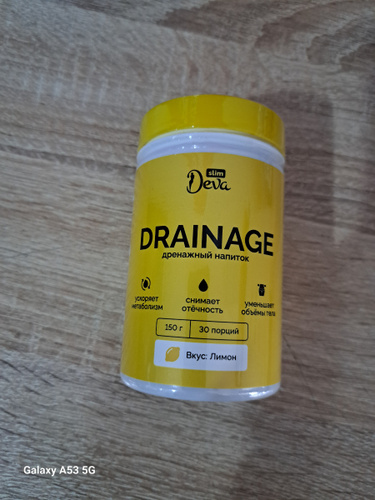 slim
Deva
DRAINAGE
дренажный напиток
ускоряет
метаболизм
снимает
отёчность
уменьшает
объёмы тела
150 г
30 порций
Вкус: Лимон
Galaxy A53 5G